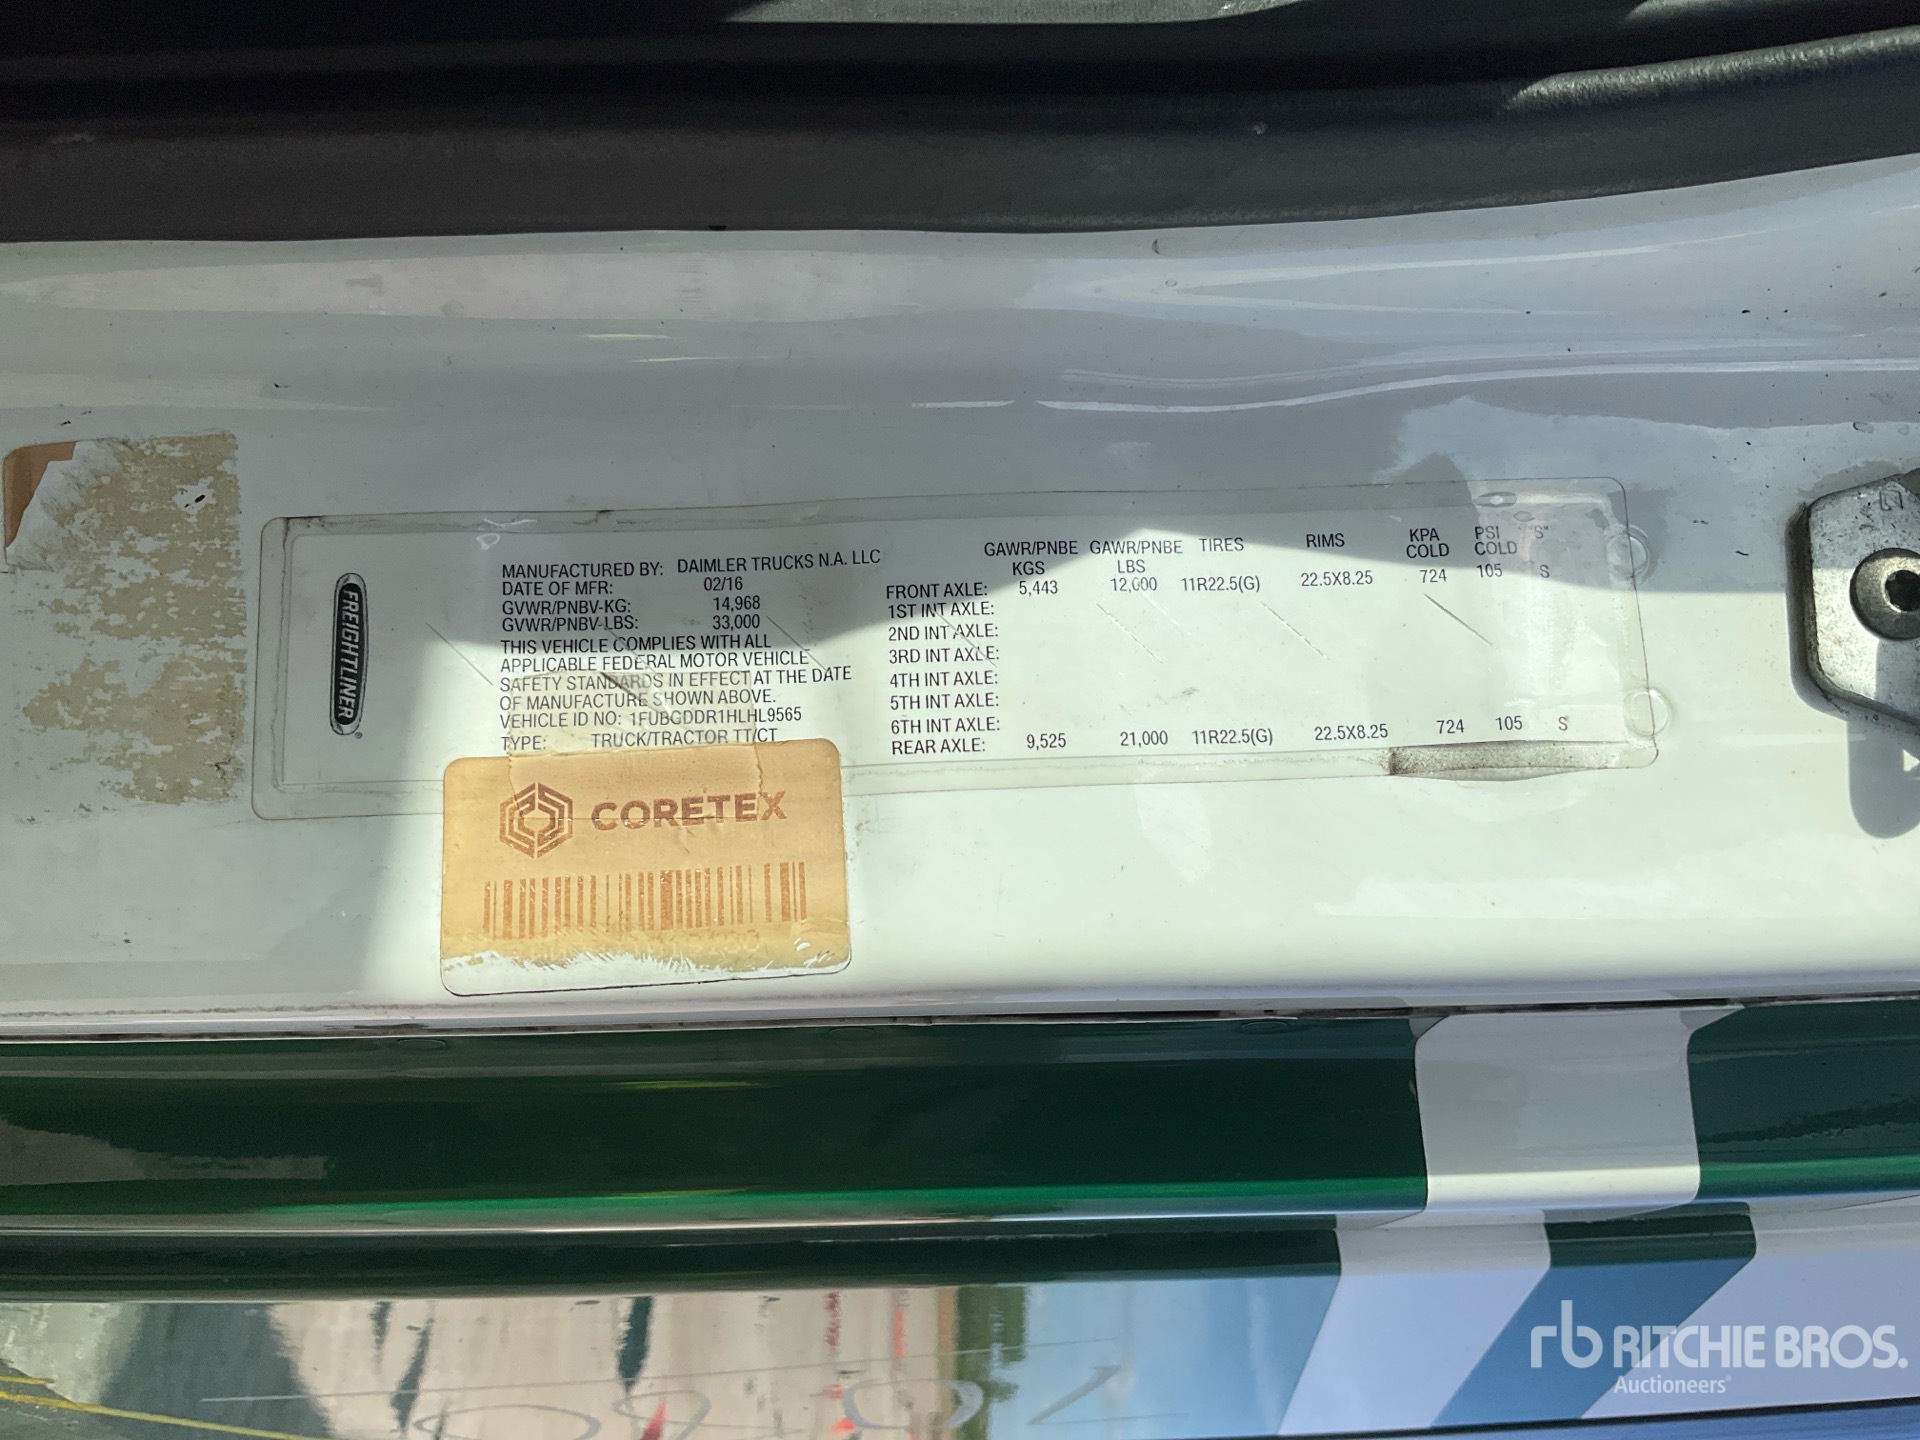 FREIGHTLINER
MANUFACTURED BY: DAIMLER TRUCKS N.A. LLC
DATE OF MFR: 02/16
GVWR/PNBV-KG: 14,968
GVWR/PNBV-LBS: 33,000
THIS VEHICLE COMPLIES WITH ALL
APPLICABLE FEDERAL MOTOR VEHICLE
SAFETY STANDARDS IN EFFECT AT THE DATE
OF MANUFACTURE SHOWN ABOVE.
VEHICLE ID NO: 1FUBGDDR1HLHL9565
TYPE: TRUCK/TRACTOR TT/CT
GAWR/PNBE KGS GAWR/PNBE LBS TIRES RIMS KPA COLD PSI COLD "S"
FRONT AXLE: 5,443 12,000 11R22.5(G) 22.5X8.25 724 105 S
1ST INT AXLE:
2ND INT AXLE:
3RD INT AXLE:
4TH INT AXLE:
5TH INT AXLE:
6TH INT AXLE:
REAR AXLE: 9,525 21,000 11R22.5(G) 22.5X8.25 724 105 S
CORETEX
rb RITCHIE BROS.
Auctioneers